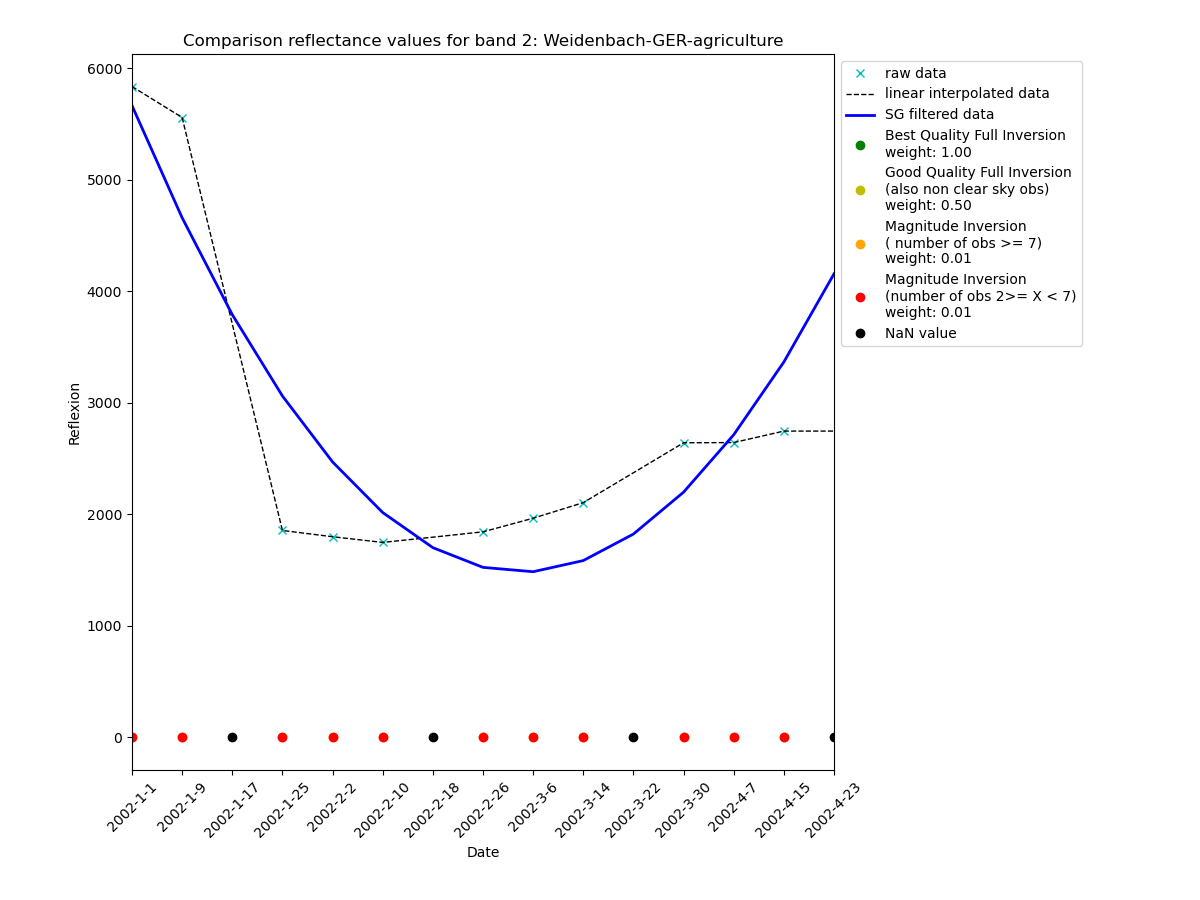 Comparison reflectance values for band 2: Weidenbach-GER-agriculture
6000
5000
4000
3000
2000
1000
0
Reflexion
2002-1-1
2002-1-9
2002-1-17
2002-1-25
2002-2-2
2002-2-10
2002-2-18
2002-2-26
2002-3-6
2002-3-14
2002-3-22
2002-3-30
2002-4-7
2002-4-15
2002-4-23
Date
raw data
linear interpolated data
SG filtered data
Best Quality Full Inversion
weight: 1.00
Good Quality Full Inversion
(also non clear sky obs)
weight: 0.50
Magnitude Inversion
( number of obs >= 7)
weight: 0.01
Magnitude Inversion
(number of obs 2>= X < 7)
weight: 0.01
NaN value